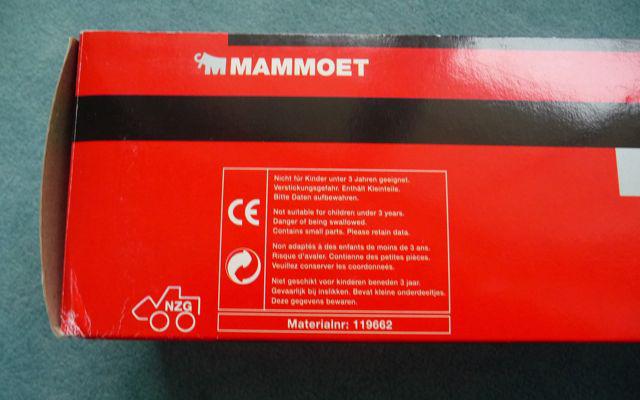 MAMMOET
Nicht für Kinder unter 3 Jahren geeignet.
Verstickungsgefahr. Enthält Kleinteile.
Bitte Daten aufbewahren.
Not suitable for children under 3 years.
Danger of being swallowed.
Contains small parts. Please retain data.
Non adaptés à des enfants de moins de 3 ans.
Risque d'avaler. Contienne des petites pièces.
Veuillez conserver les coordonneés.
Niet geschikt voor kinderen beneden 3 jaar.
Gevaarlijk bij inslikken. Bevat kleine onderdeeltjes.
Deze gegevens bewaren.
CE
NZG
Materialnr: 119662